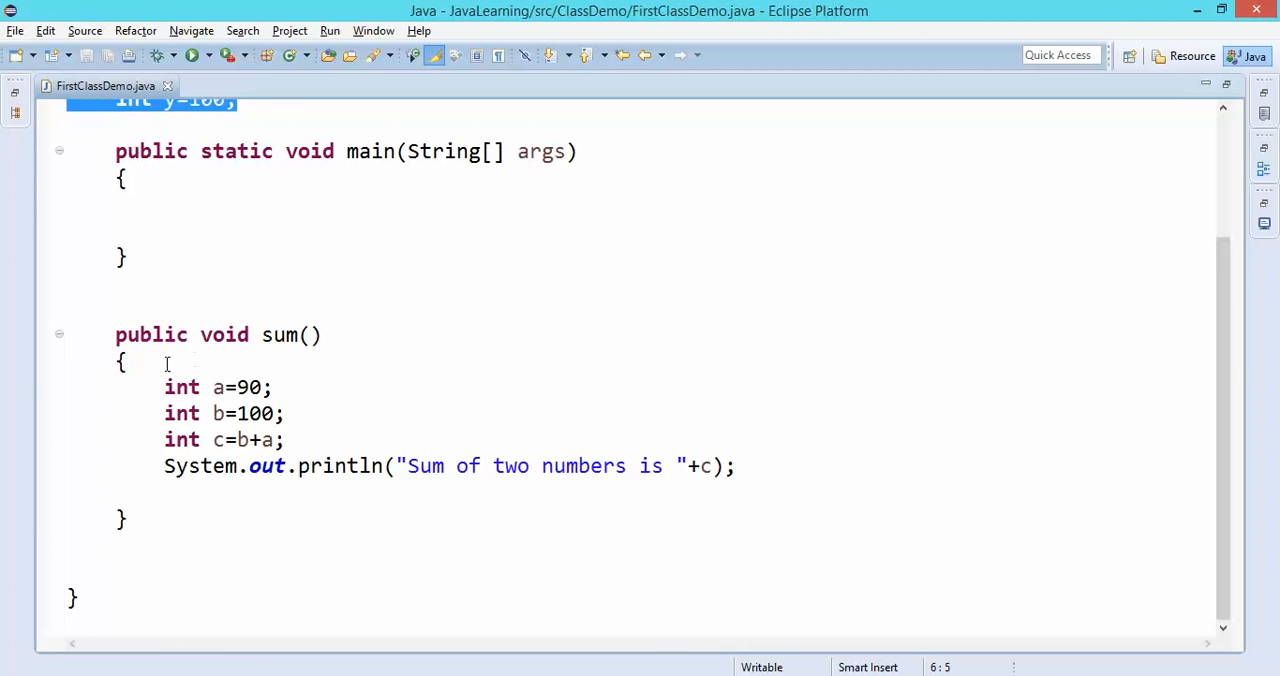 Java - JavaLearning/src/ClassDemo/FirstClassDemo.java - Eclipse Platform
File Edit Source Refactor Navigate Search Project Run Window Help
Quick Access Resource Java
FirstClassDemo.java
int y=100;
public static void main(String[] args)
{
}
public void sum()
{
int a=90;
int b=100;
int c=b+a;
System.out.println("Sum of two numbers is "+c);
}
}
Writable Smart Insert 6 : 5